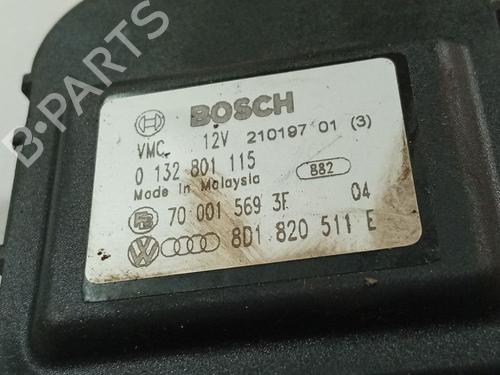 BOSCH
VMC 12V 210197 01 (3)
0 132 801 115
882
Made in Malaysia
70 001 569 3F 04
8D1 820 511 E
B-PARTS